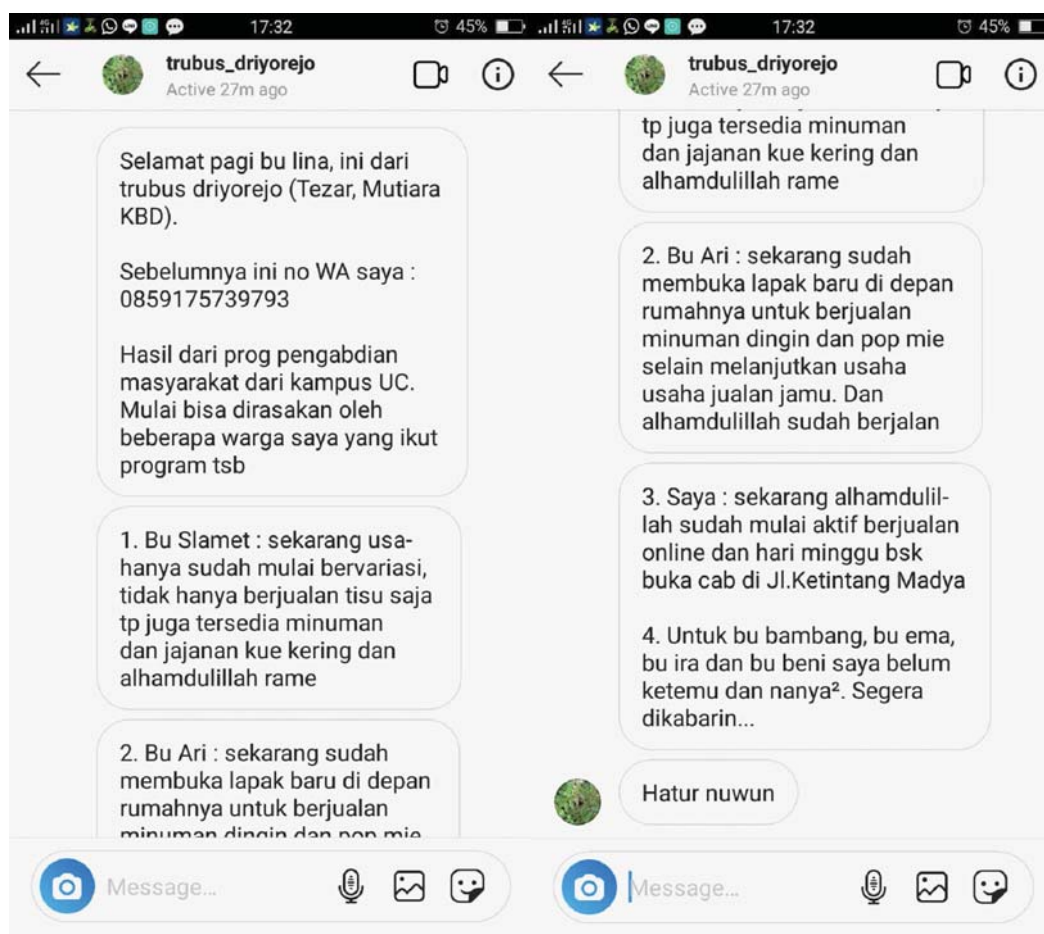 17:32
45%
trubus_driyorejo
Active 27m ago
Selamat pagi bu lina, ini dari
trubus driyorejo (Tezar, Mutiara
KBD).
Sebelumnya ini no WA saya :
0859175739793
Hasil dari prog pengabdian
masyarakat dari kampus UC.
Mulai bisa dirasakan oleh
beberapa warga saya yang ikut
program tsb
1. Bu Slamet : sekarang usa-
hanya sudah mulai bervariasi,
tidak hanya berjualan tisu saja
tp juga tersedia minuman
dan jajanan kue kering dan
alhamdulillah rame
2. Bu Ari : sekarang sudah
membuka lapak baru di depan
rumahnya untuk berjualan
minuman dingin dan pop mie
Message...
17:32
45%
trubus_driyorejo
Active 27m ago
tp juga tersedia minuman
dan jajanan kue kering dan
alhamdulillah rame
2. Bu Ari : sekarang sudah
membuka lapak baru di depan
rumahnya untuk berjualan
minuman dingin dan pop mie
selain melanjutkan usaha
usaha jualan jamu. Dan
alhamdulillah sudah berjalan
3. Saya : sekarang alhamdulil-
lah sudah mulai aktif berjualan
online dan hari minggu bsk
buka cab di Jl.Ketintang Madya
4. Untuk bu bambang, bu ema,
bu ira dan bu beni saya belum
ketemu dan nanya². Segera
dikabarin...
Hatur nuwun
Message...